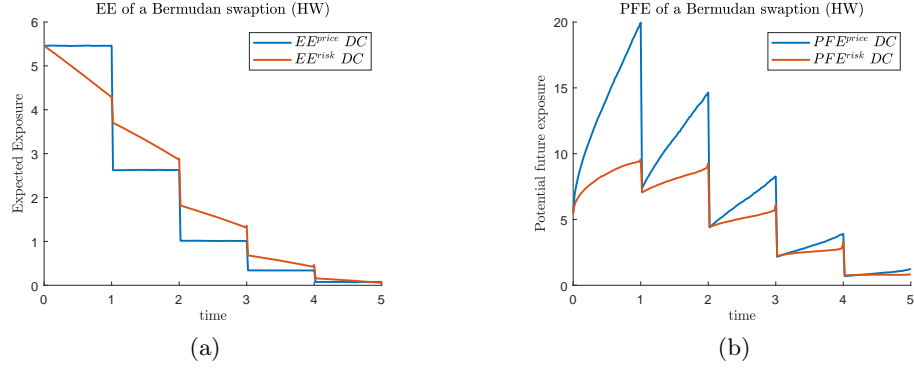 EE of a Bermudan swaption (HW)
6
5
4
3
2
1
0
Expected Exposure
EE^price DC
EE^risk DC
0 1 2 3 4 5
time
(a)
PFE of a Bermudan swaption (HW)
20
15
10
5
0
Potential future exposure
PFE^price DC
PFE^risk DC
0 1 2 3 4 5
time
(b)